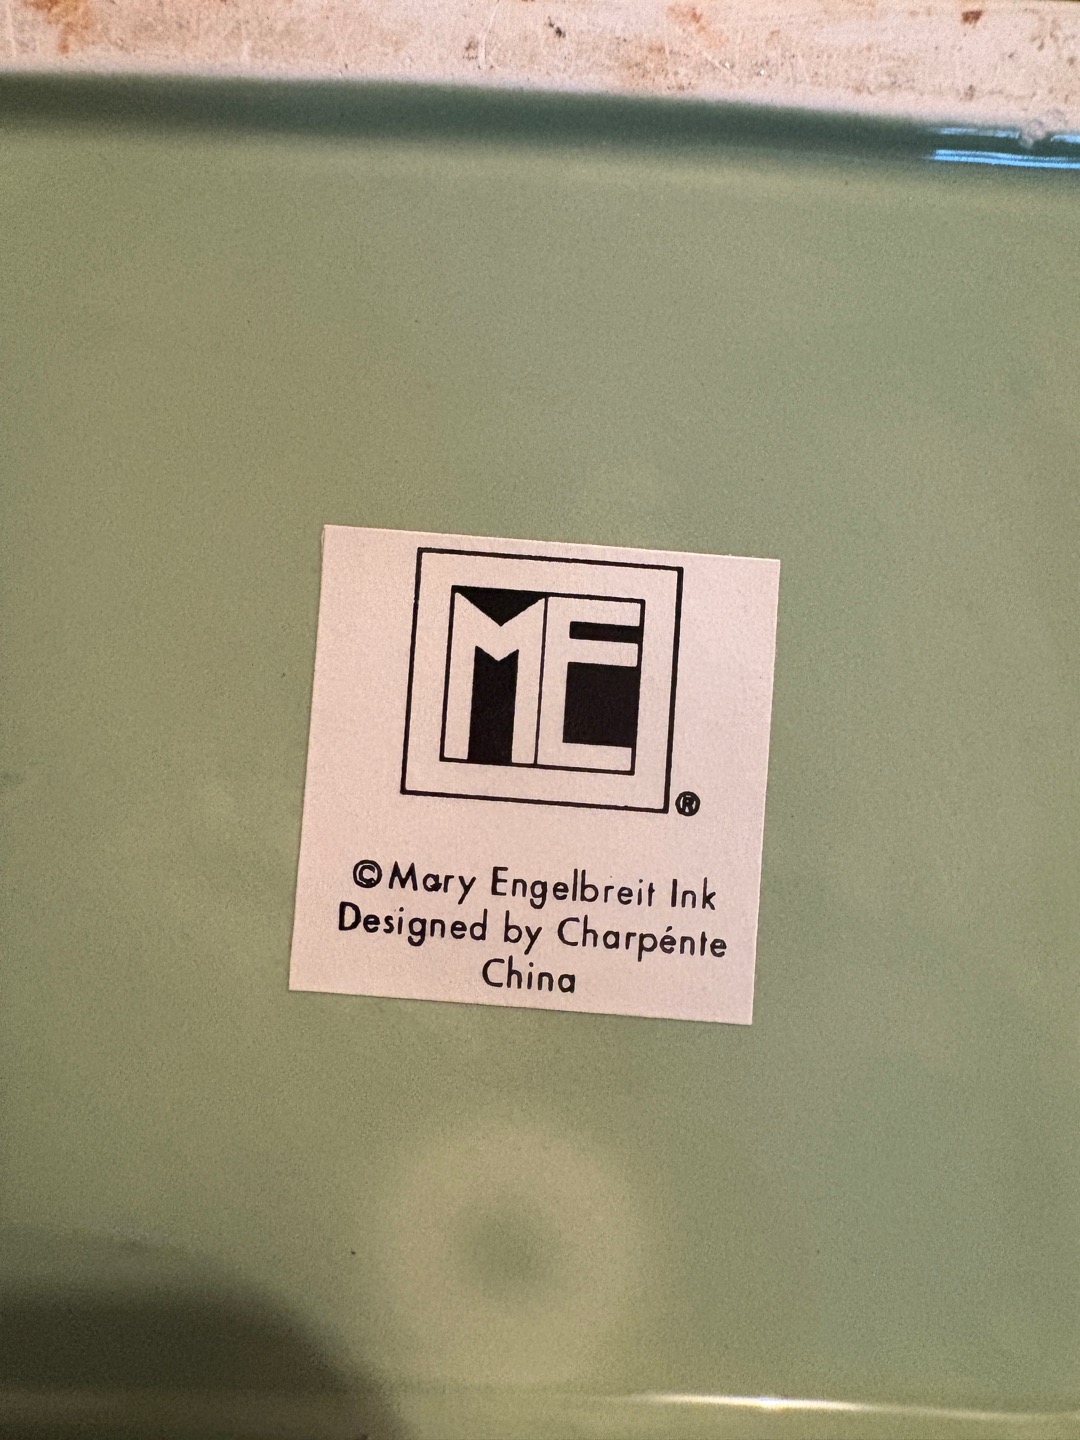 ME
®
©Mary Engelbreit Ink
Designed by Charpénte
China